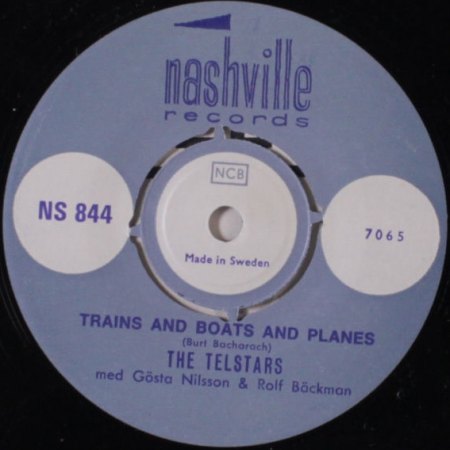 nashville
records
NCB
NS 844
7065
Made in Sweden
TRAINS AND BOATS AND PLANES
(Burt Bacharach)
THE TELSTARS
med Gösta Nilsson & Rolf Bäckman